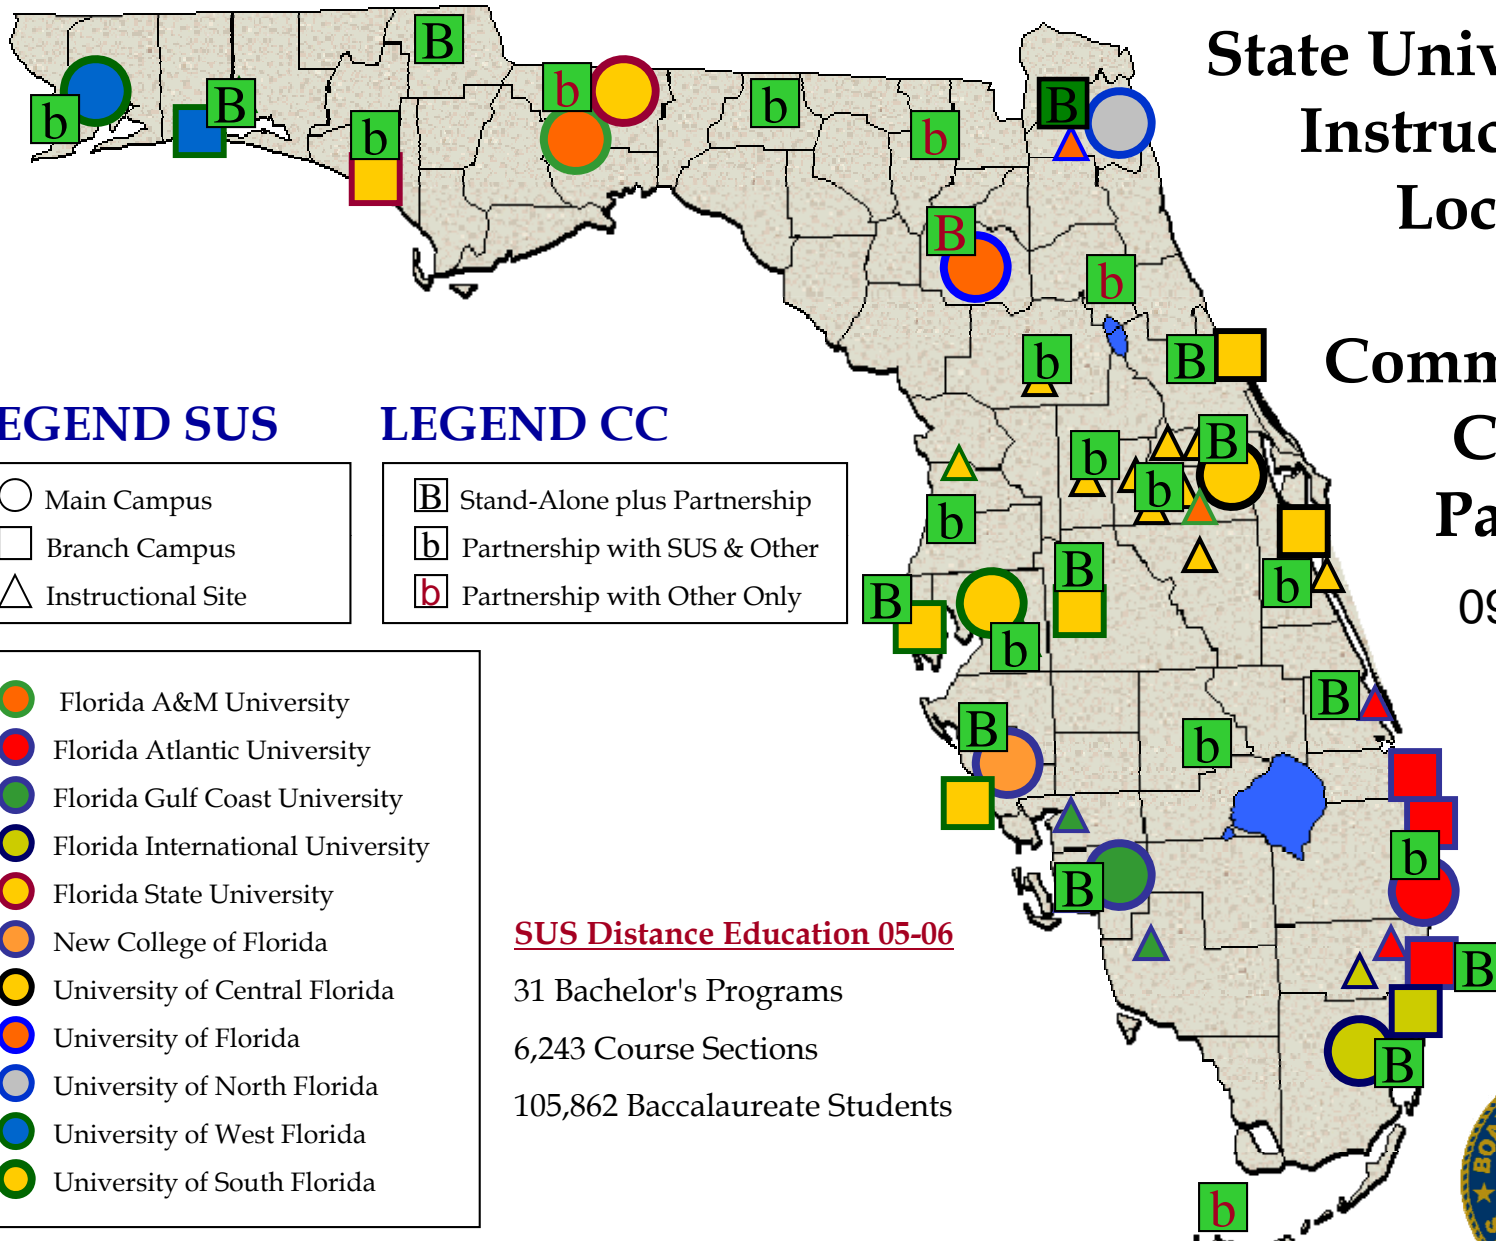 State Univ
Instruc
Loc
Comm
C
Pa
09
B
b
B
b
b
b
b
B
B
b
b
B
B
b
b
b
B
B
b
B
b
B
B
b
b
B
B
B
b
EGEND SUS
Main Campus
Branch Campus
Instructional Site
LEGEND CC
B Stand-Alone plus Partnership
b Partnership with SUS & Other
b Partnership with Other Only
Florida A&M University
Florida Atlantic University
Florida Gulf Coast University
Florida International University
Florida State University
New College of Florida
University of Central Florida
University of Florida
University of North Florida
University of West Florida
University of South Florida
SUS Distance Education 05-06
31 Bachelor's Programs
6,243 Course Sections
105,862 Baccalaureate Students
BOA
S